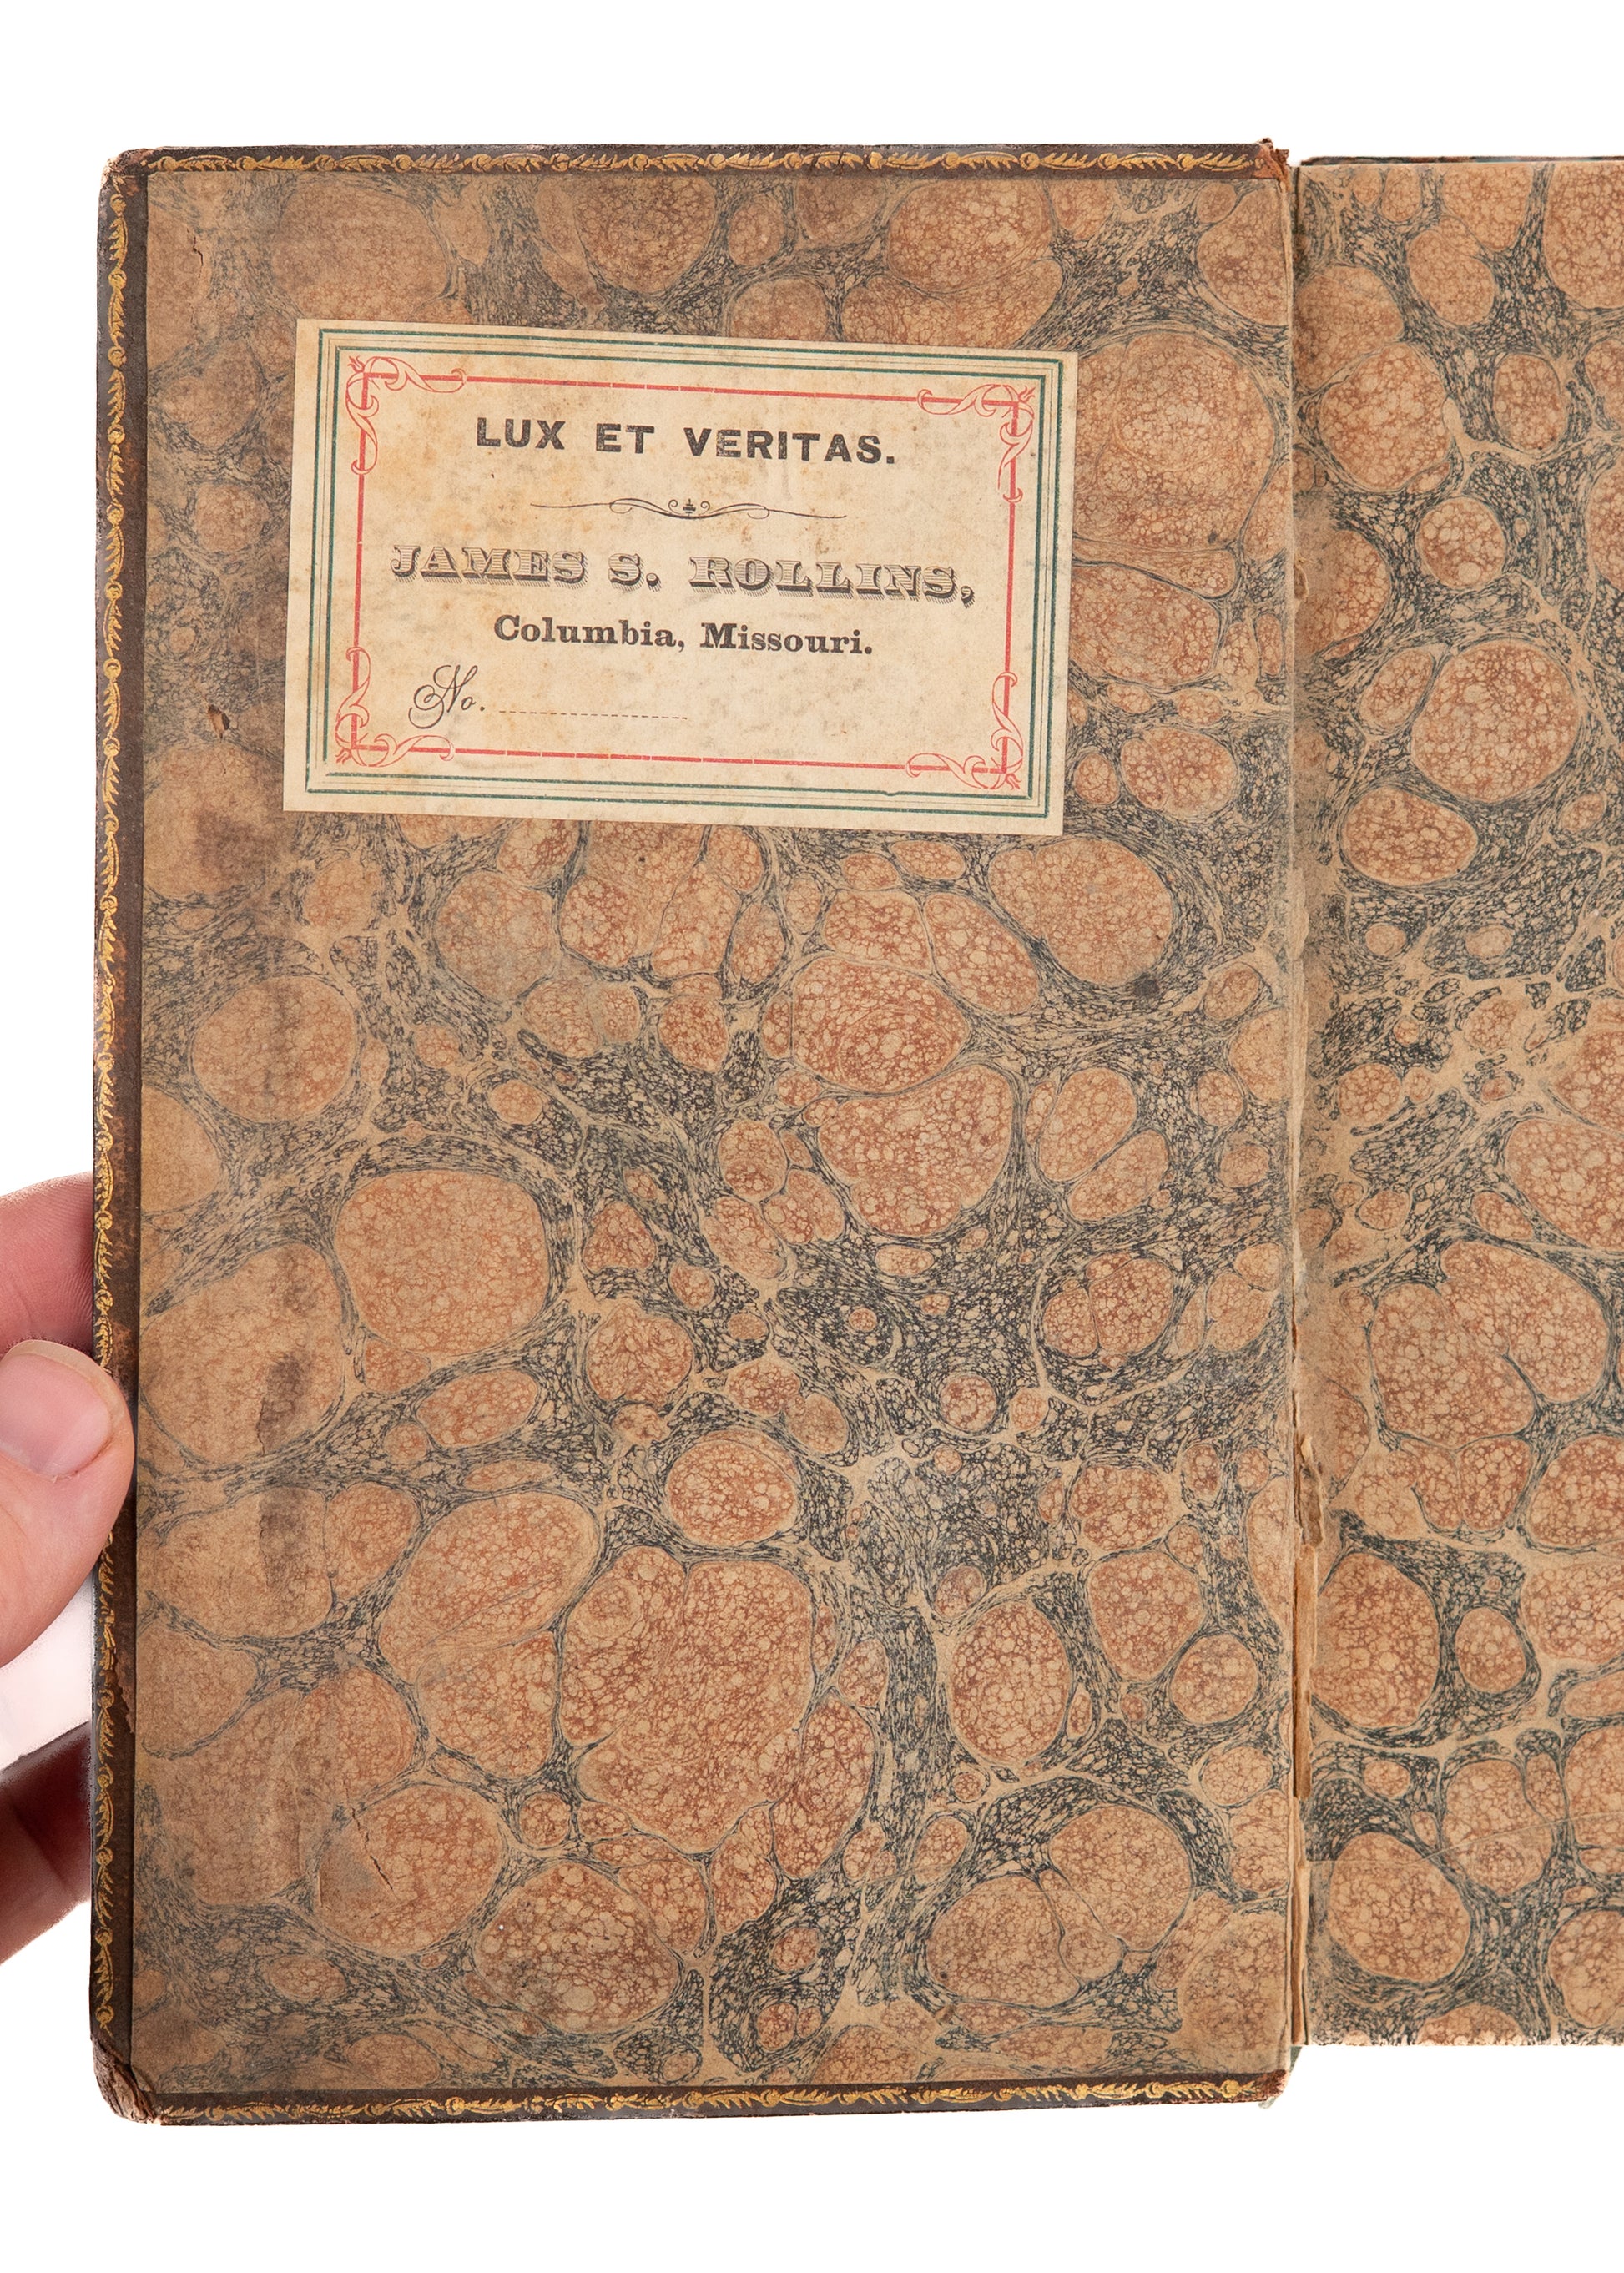 LUX ET VERITAS.
JAMES S. ROLLINS,
Columbia, Missouri.
No.